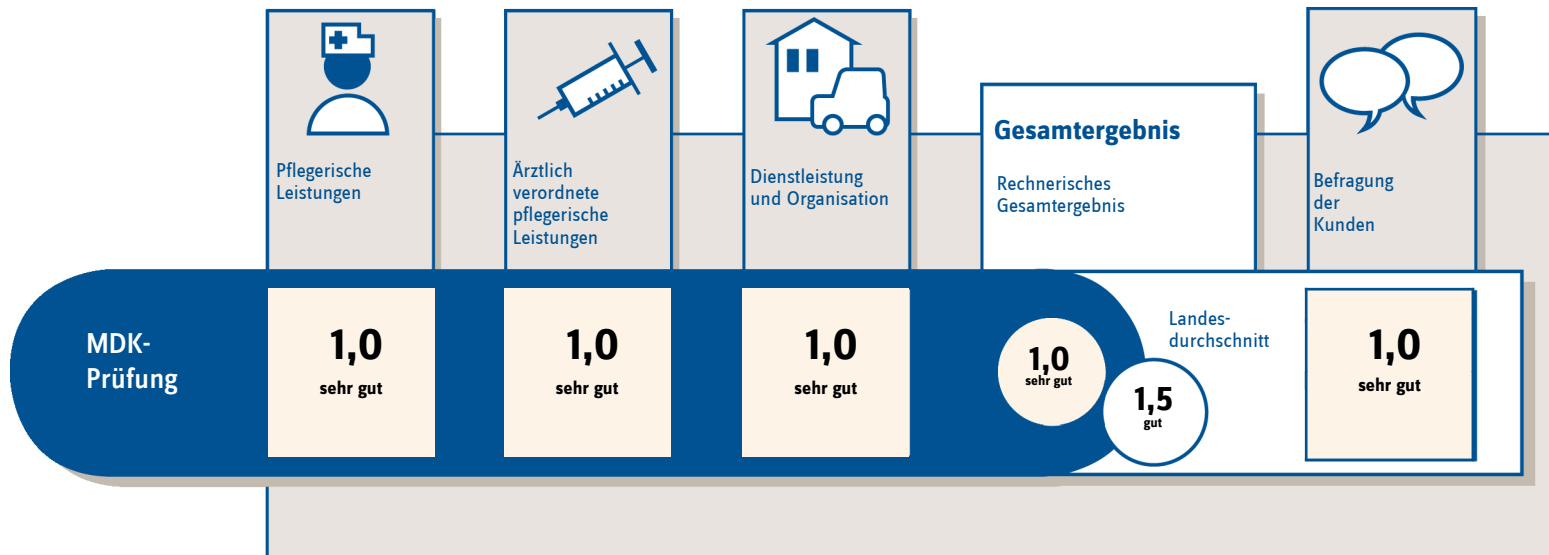 Pflegerische
Leistungen
Ärztlich
verordnete
pflegerische
Leistungen
Dienstleistung
und Organisation
Gesamtergebnis
Rechnerisches
Gesamtergebnis
Befragung
der
Kunden
MDK-
Prüfung
1,0
sehr gut
1,0
sehr gut
1,0
sehr gut
1,0
sehr gut
Landes-
durchschnitt
1,5
gut
1,0
sehr gut